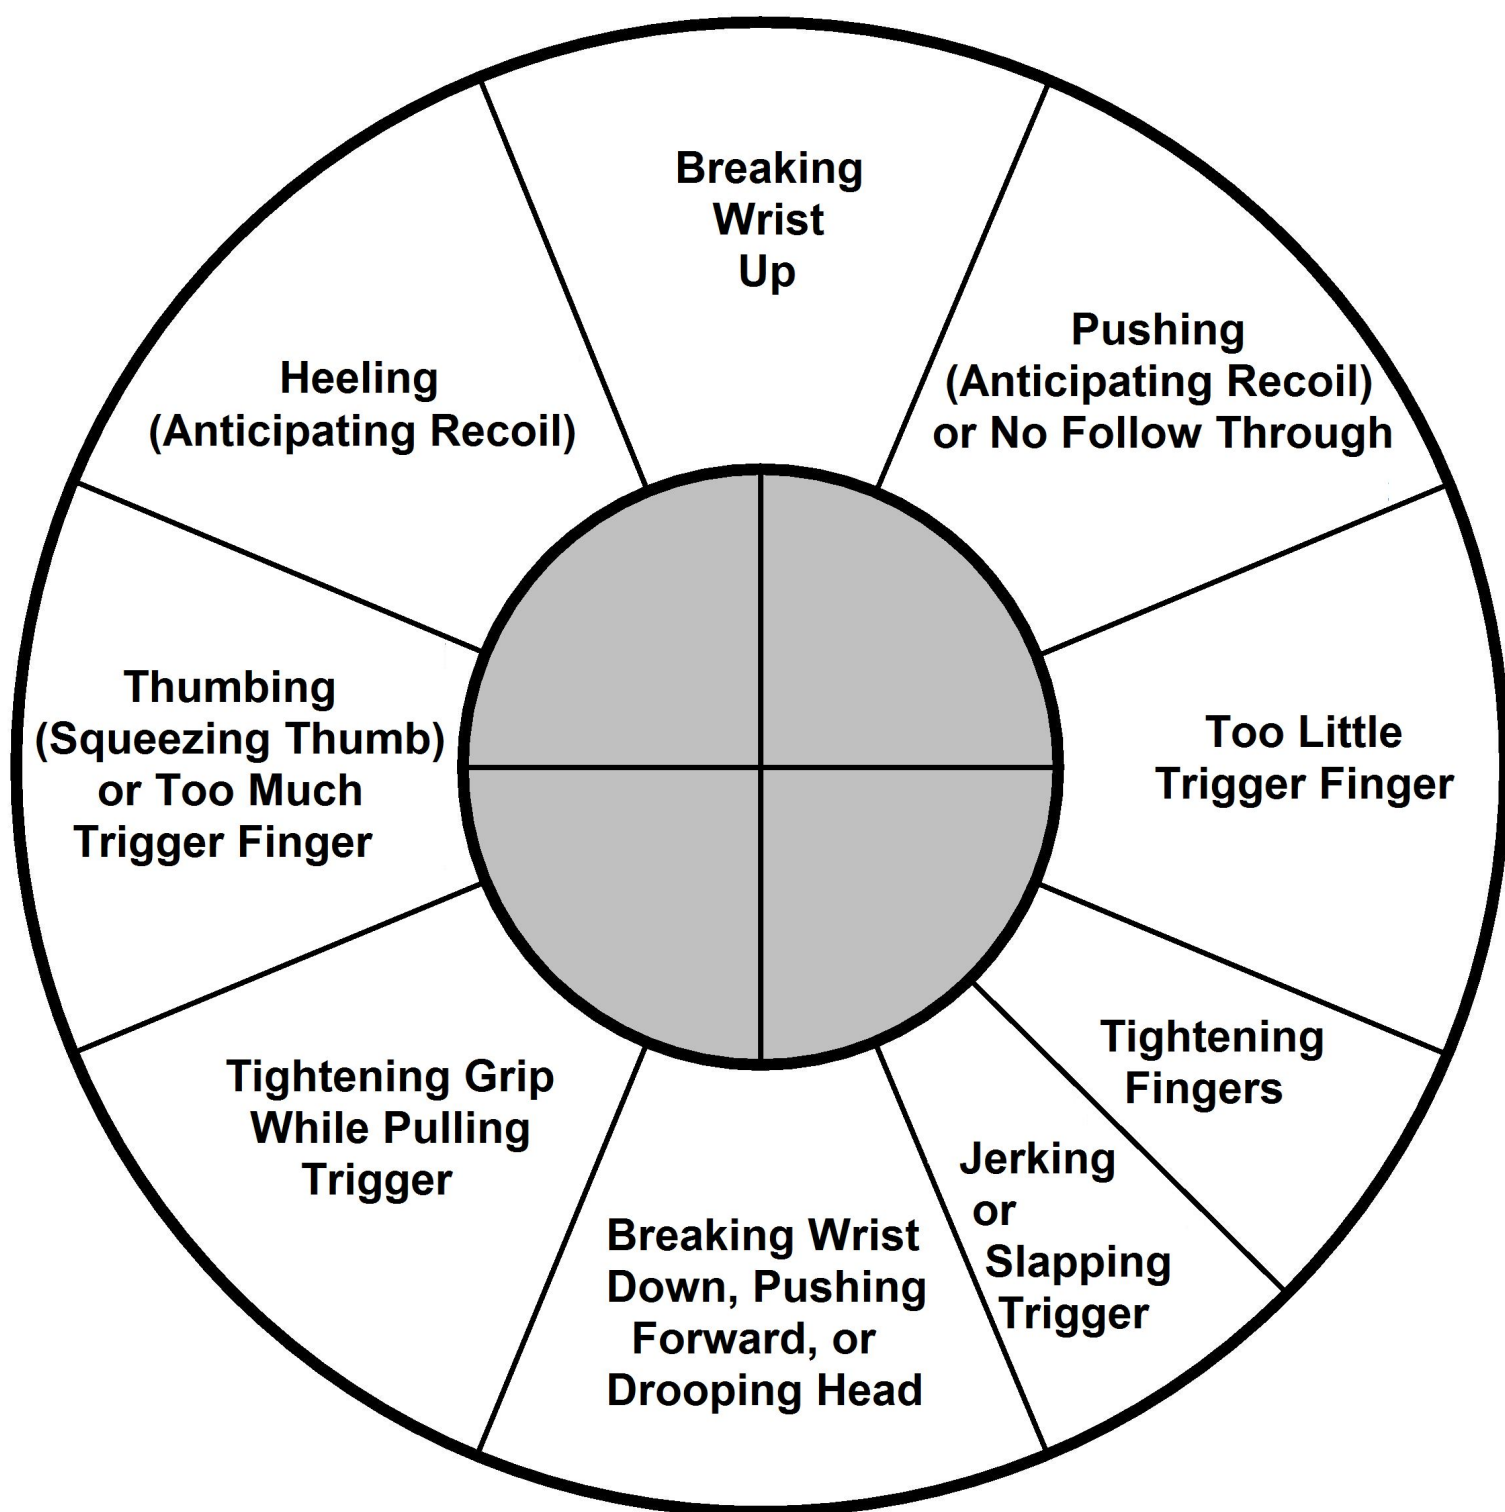 Breaking
Wrist
Up
Pushing
(Anticipating Recoil)
or No Follow Through
Too Little
Trigger Finger
Tightening
Fingers
Jerking
or
Slapping
Trigger
Breaking Wrist
Down, Pushing
Forward, or
Drooping Head
Tightening Grip
While Pulling
Trigger
Thumbing
(Squeezing Thumb)
or Too Much
Trigger Finger
Heeling
(Anticipating Recoil)